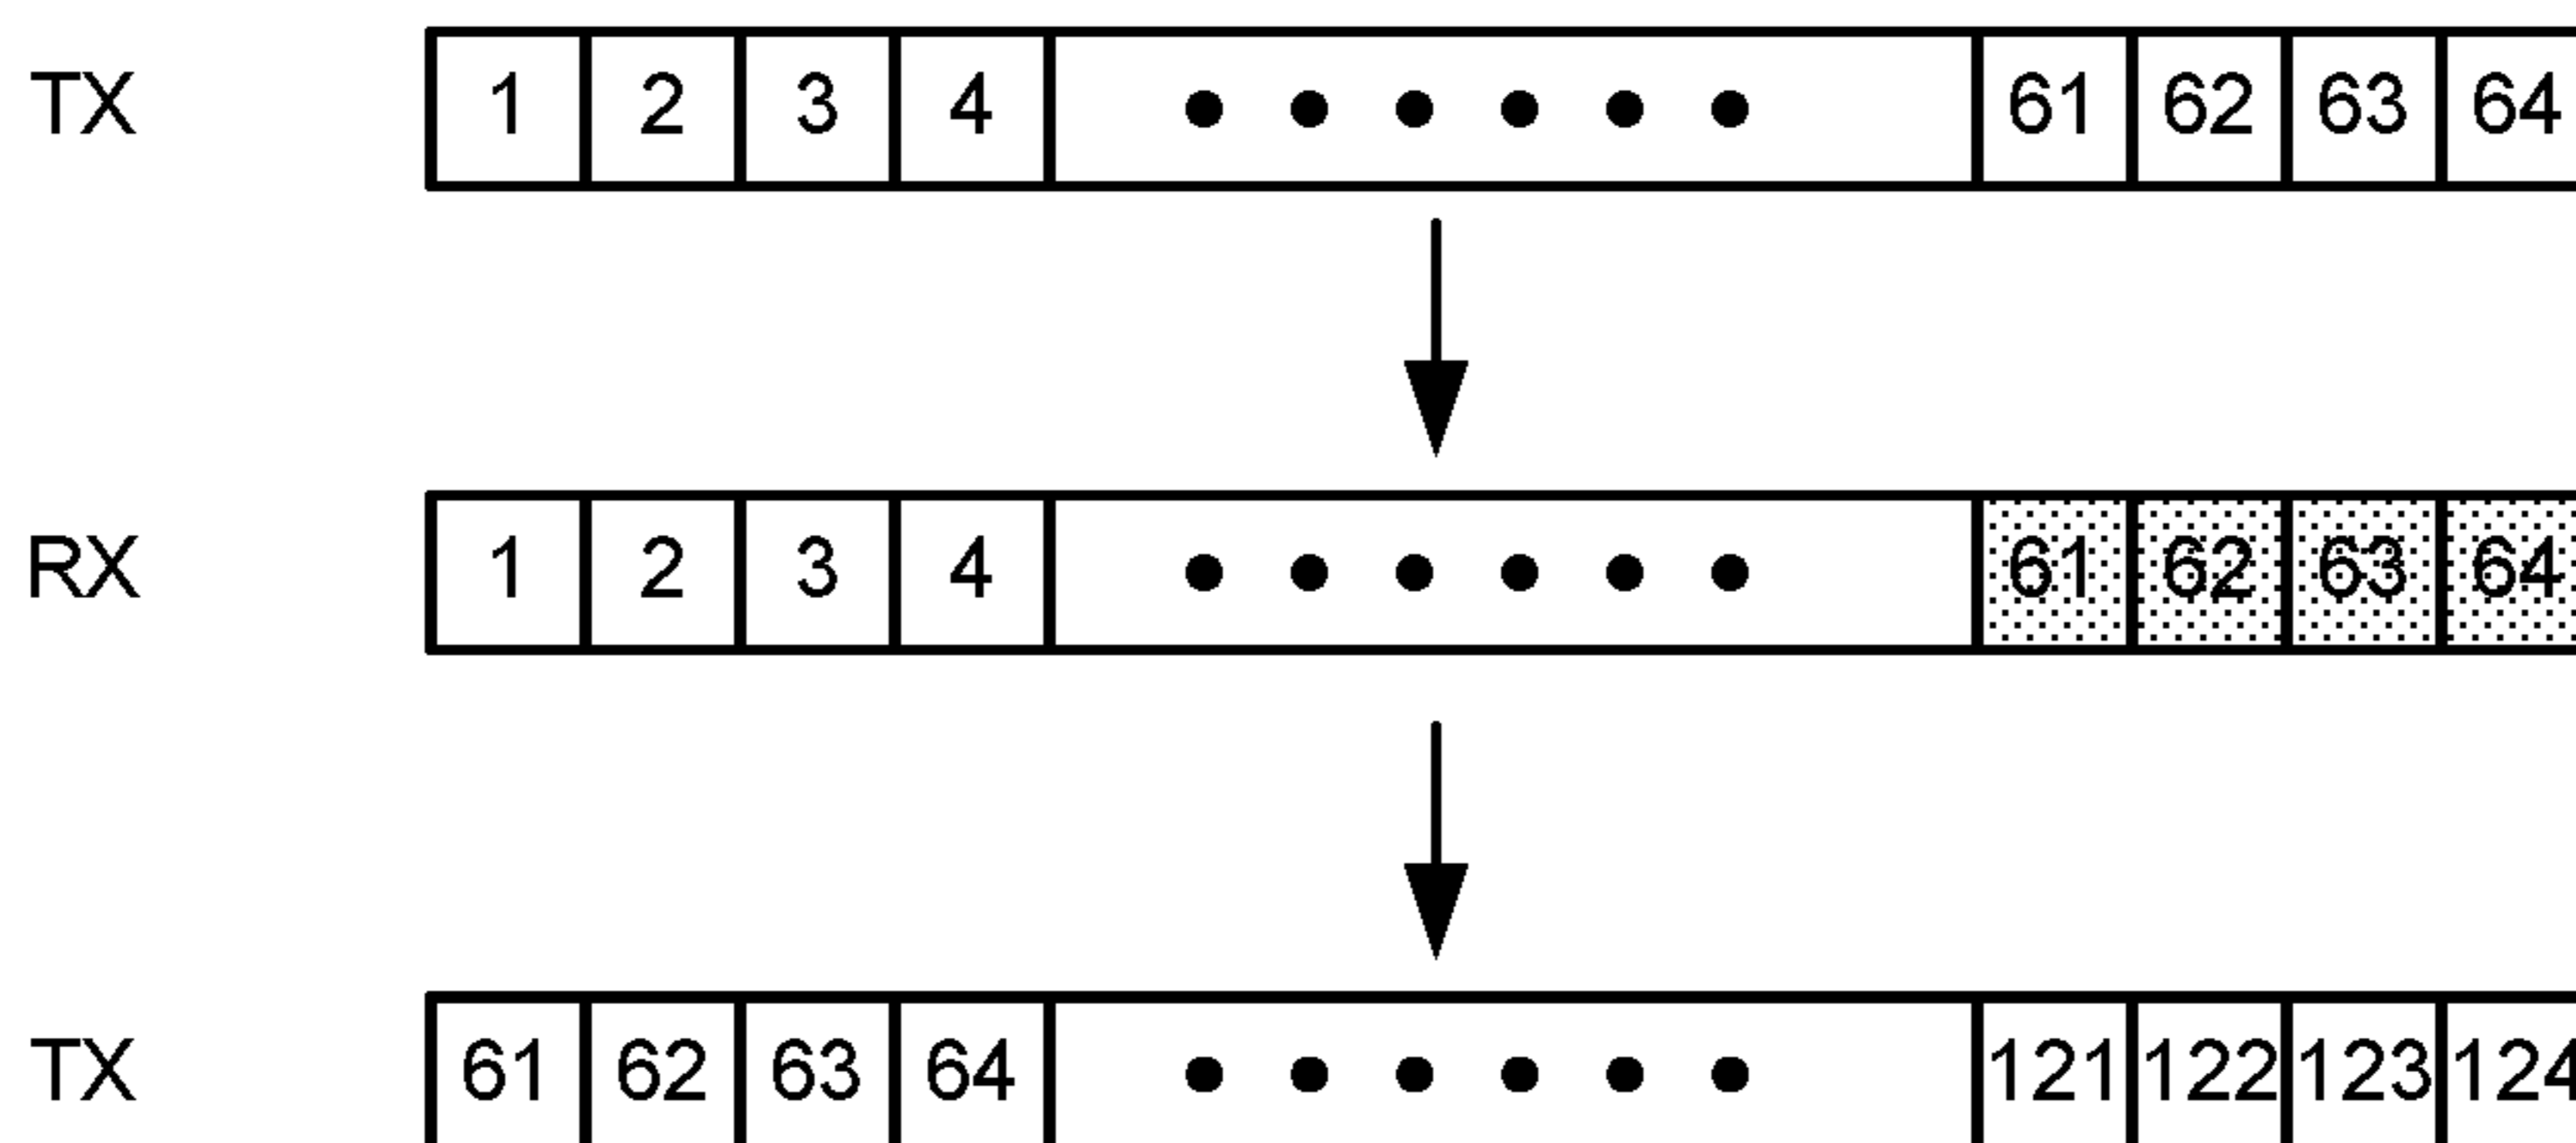 TX 1 2 3 4 • • • • • • 61 62 63 64
RX 1 2 3 4 • • • • • • 61 62 63 64
TX 61 62 63 64 • • • • • • 121 122 123 124